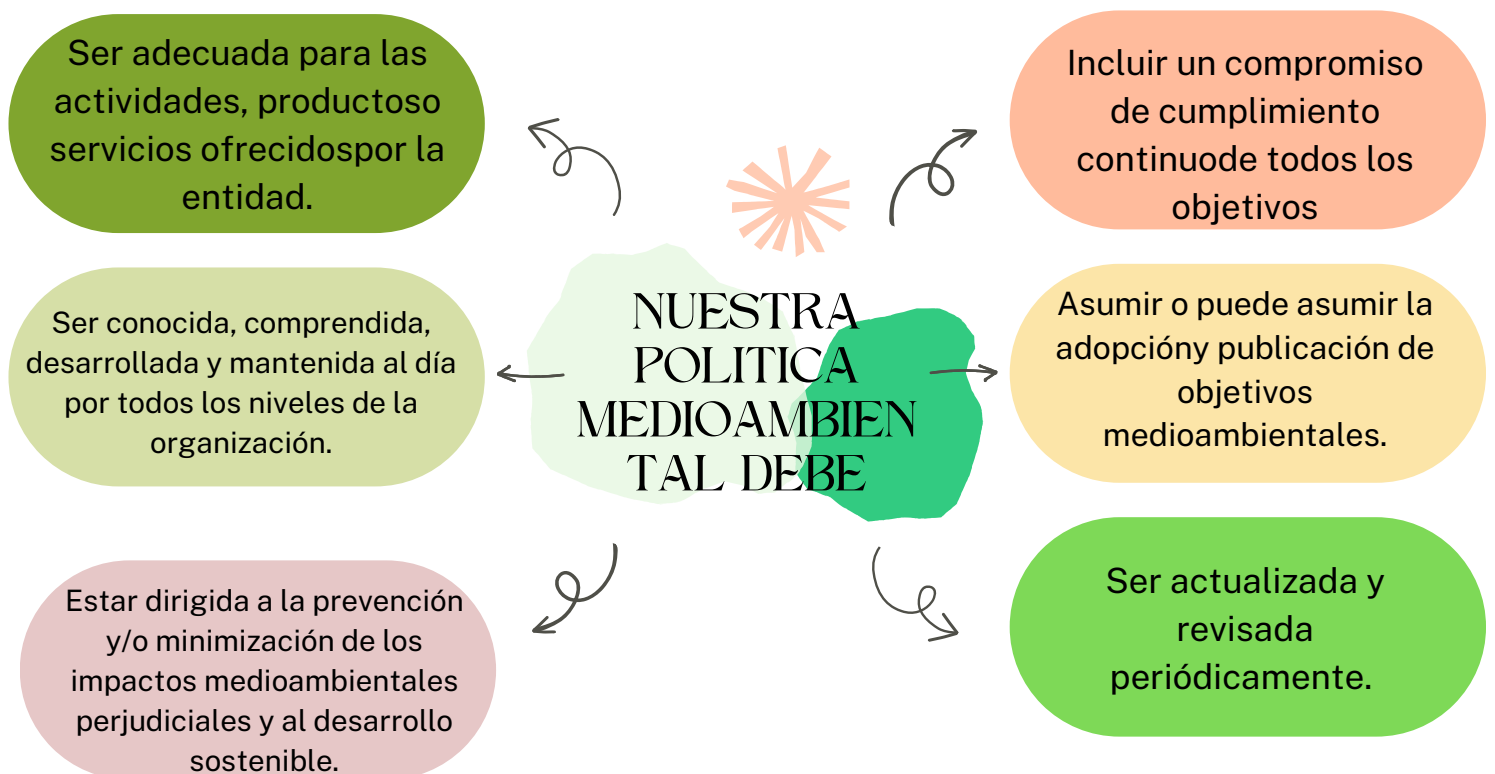 Ser adecuada para las
actividades, productoso
servicios ofrecidospor la
entidad.
Ser conocida, comprendida,
desarrollada y mantenida al día
por todos los niveles de la
organización.
Estar dirigida a la prevención
y/o minimización de los
impactos medioambientales
perjudiciales y al desarrollo
sostenible.
NUESTRA
POLITICA
MEDIOAMBIEN
TAL DEBE
Incluir un compromiso
de cumplimiento
continuode todos los
objetivos
Asumir o puede asumir la
adopcióny publicación de
objetivos
medioambientales.
Ser actualizada y
revisada
periódicamente.